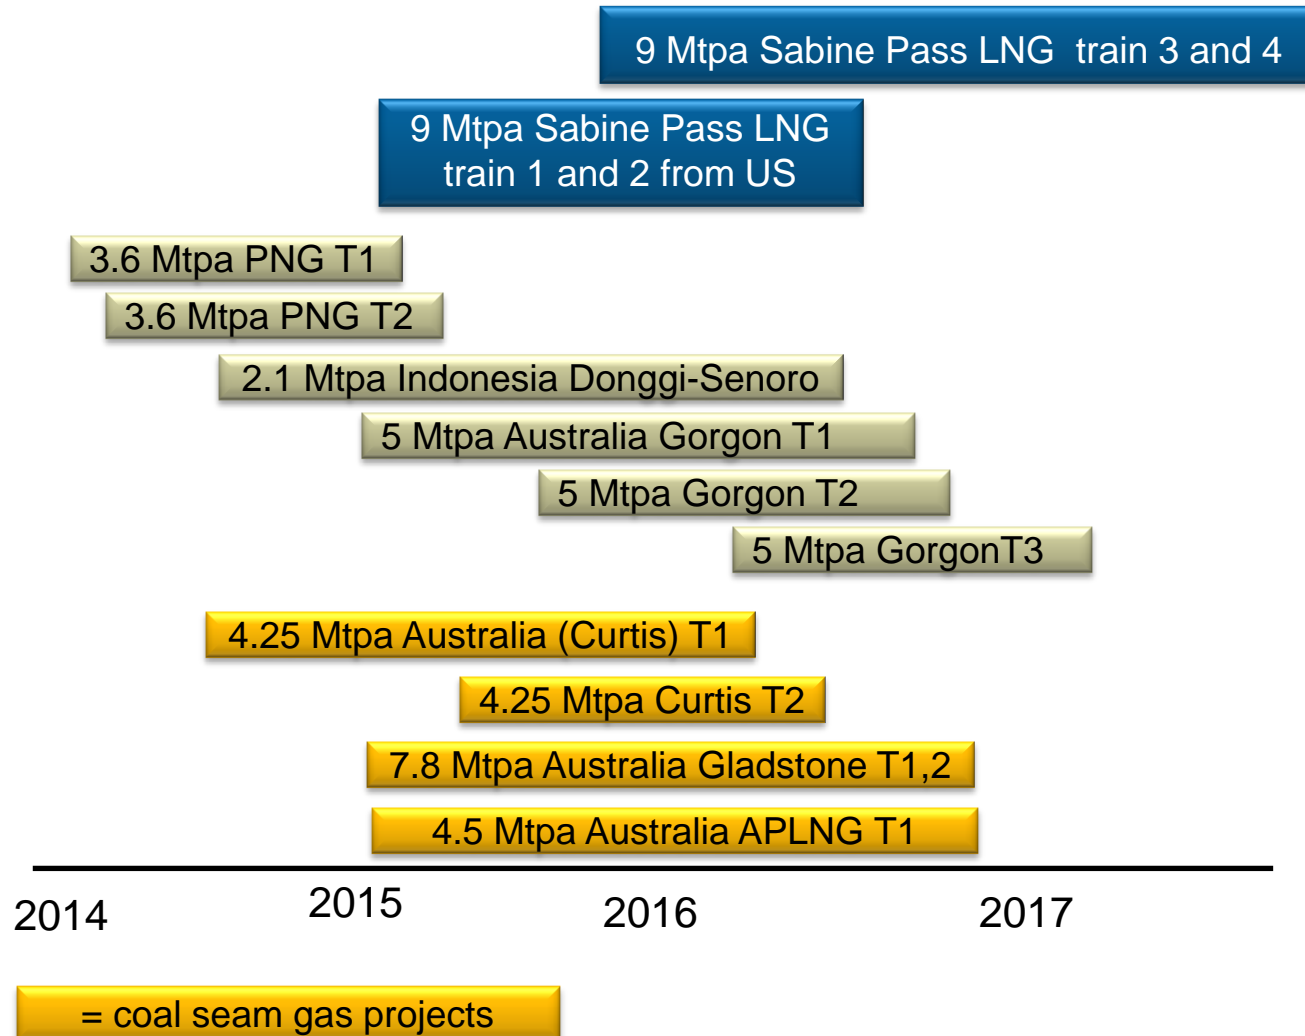 9 Mtpa Sabine Pass LNG  train 3 and 4
9 Mtpa Sabine Pass LNG
train 1 and 2 from US
3.6 Mtpa PNG T1
3.6 Mtpa PNG T2
2.1 Mtpa Indonesia Donggi-Senoro
5 Mtpa Australia Gorgon T1
5 Mtpa Gorgon T2
5 Mtpa GorgonT3
4.25 Mtpa Australia (Curtis) T1
4.25 Mtpa Curtis T2
7.8 Mtpa Australia Gladstone T1,2
4.5 Mtpa Australia APLNG T1
2014
2015
2016
2017
= coal seam gas projects